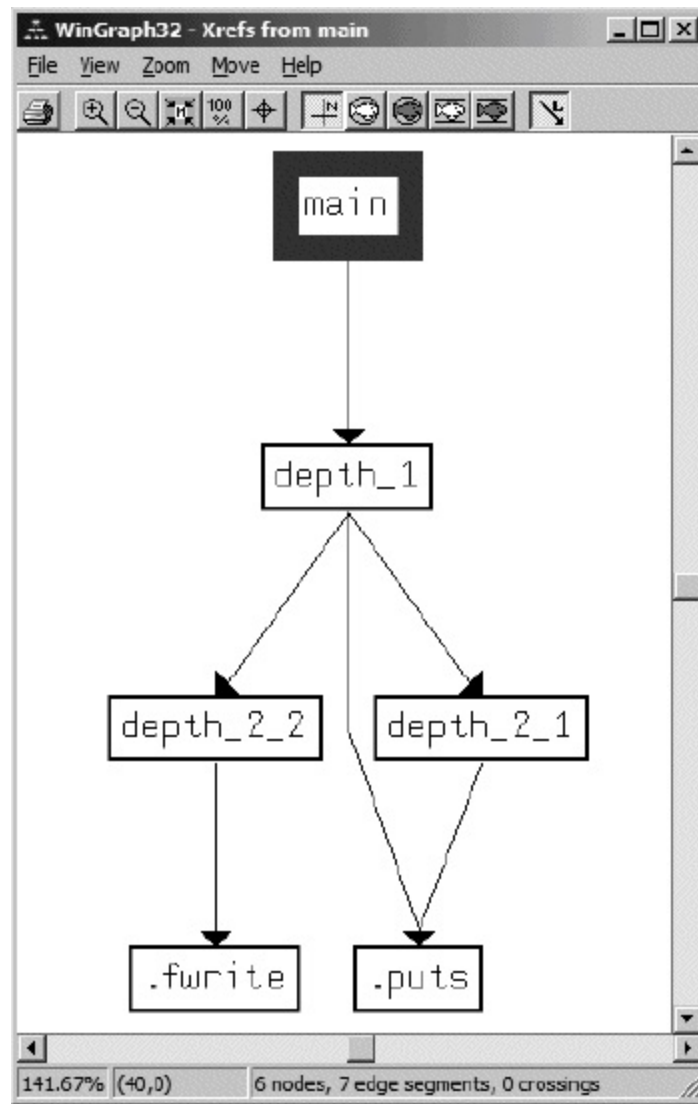 WinGraph32 - Xrefs from main
File View Zoom Move Help
100 % N
main
depth_1
depth_2_2 depth_2_1
.fwrite .puts
141.67% (40,0) 6 nodes, 7 edge segments, 0 crossings